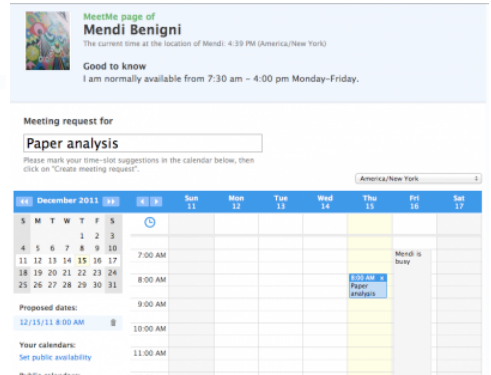 MeetMe page of
Mendi Benigni
The current time at the location of Mendi: 4:39 PM (America/New York)
Good to know
I am normally available from 7:30 am – 4:00 pm Monday-Friday.
Meeting request for
Paper analysis
Please mark your time-slot suggestions in the calendar below, then
click on "Create meeting request".
America/New York
December 2011
Sun Mon Tue Wed Thu Fri Sat
11 12 13 14 15 16 17
S M T W T F S
1 2 3
4 5 6 7 8 9 10
11 12 13 14 15 16 17
18 19 20 21 22 23 24
25 26 27 28 29 30 31
7:00 AM
Mendi is
busy
8:00 AM
8:00 AM x
Paper
analysis
9:00 AM
10:00 AM
11:00 AM
Proposed dates:
12/15/11 8:00 AM
Your calendars:
Set public availability